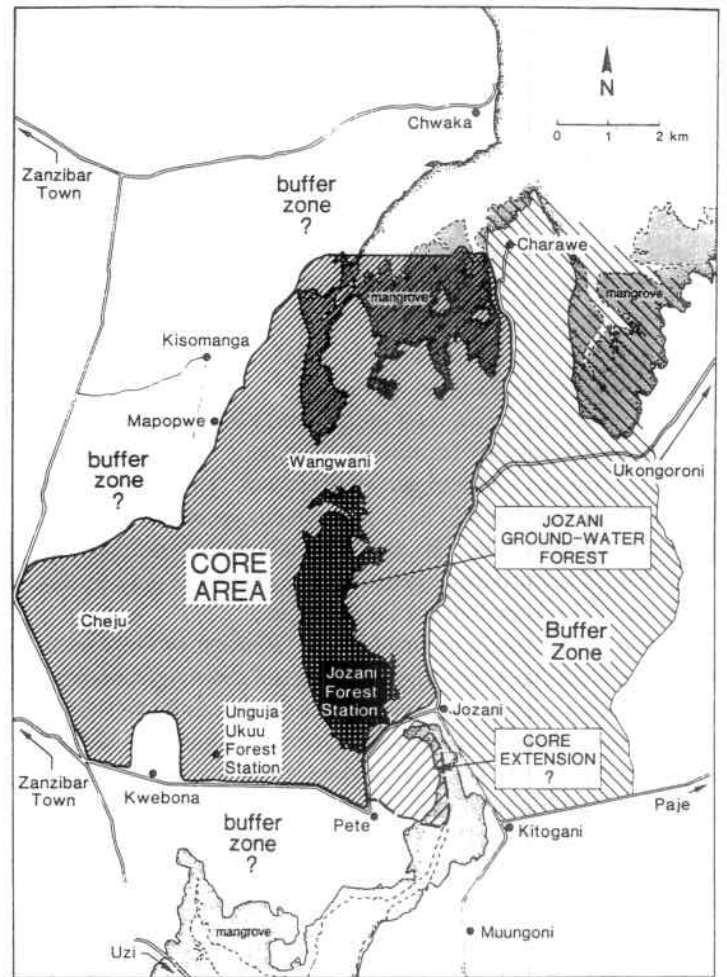 N
0 1 2 km
Chwaka
Zanzibar
Town
buffer
zone
?
Charawe
mangrove
mangrove
Kisomanga
Mapopwe
buffer
zone
?
Wangwani
Ukongoroni
JOZANI
GROUND-WATER
FOREST
CORE
AREA
Cheju
Buffer
Zone
Jozani
Forest
Station
Unguja
Ukuu
Forest
Station
Jozani
CORE
EXTENSION
?
Zanzibar
Town
Kwebona
Paje
buffer
zone
?
Pete
Kitogani
mangrove
Muungoni
Uzi